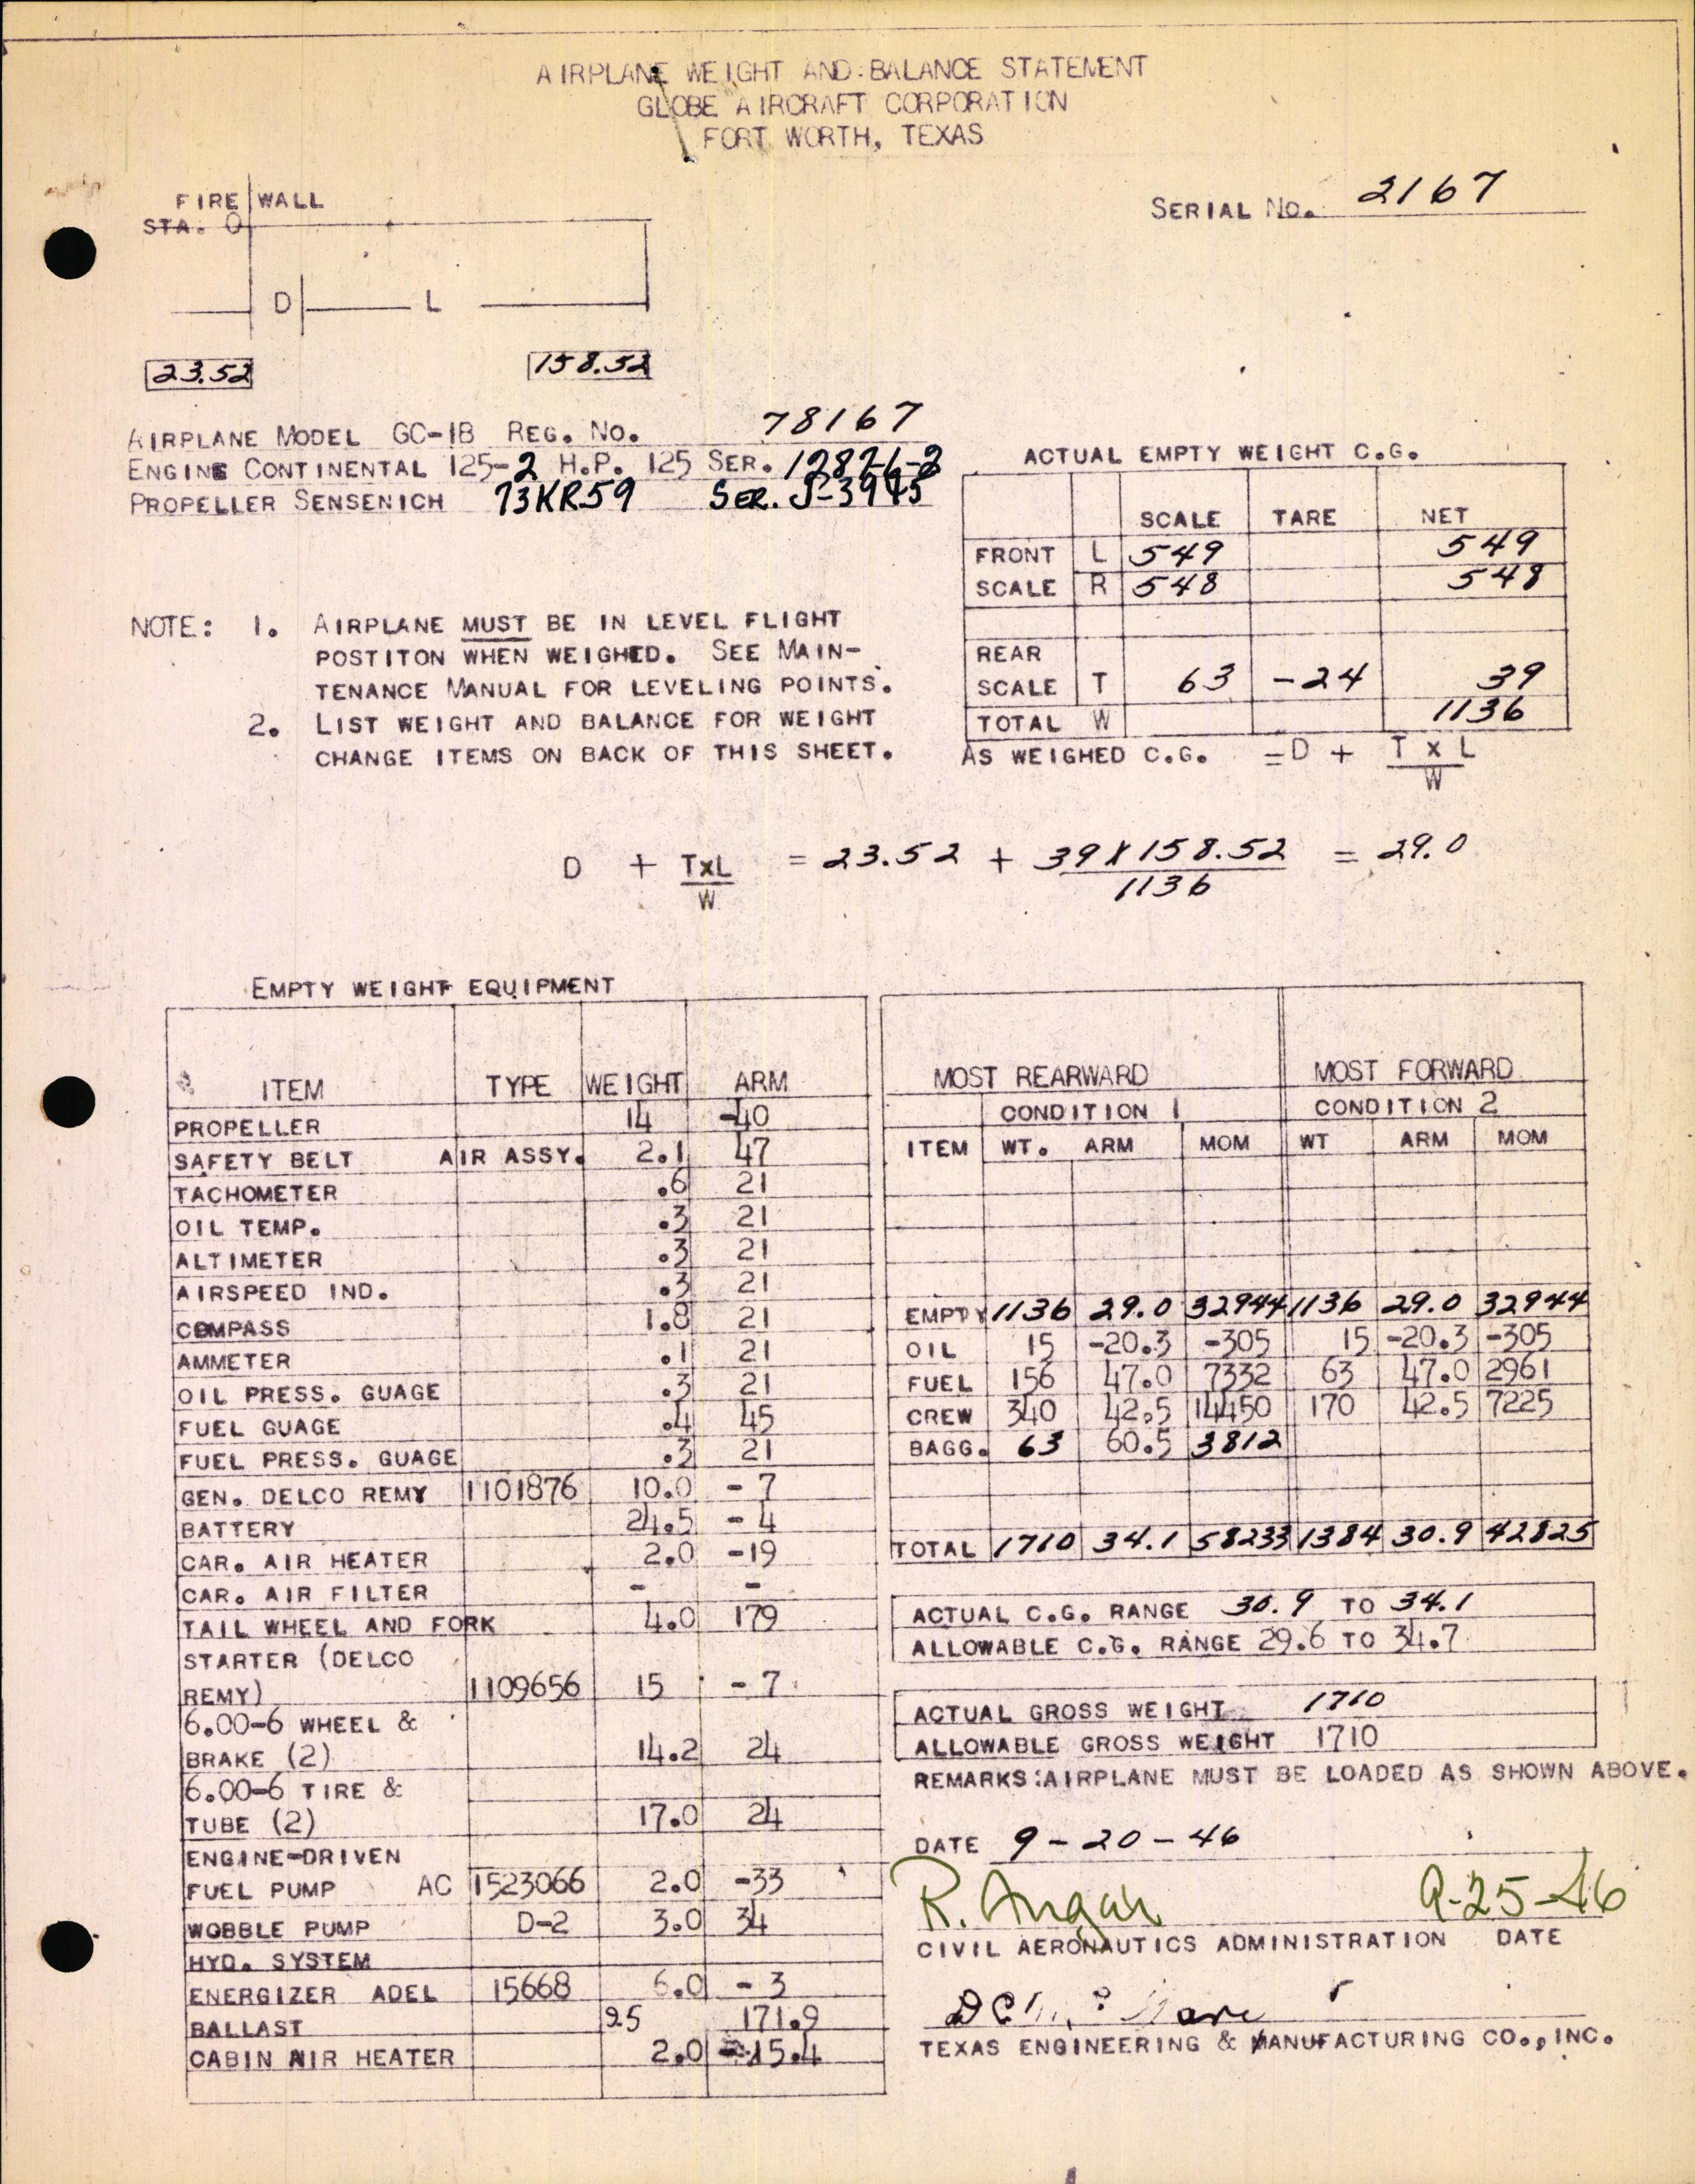 AIRPLANE WEIGHT AND BALANCE STATEMENT
GLOBE AIRCRAFT CORPORATION
FORT WORTH, TEXAS
SERIAL NO. 2167
FIRE WALL
STA. 0
D L
23.52 158.52
AIRPLANE MODEL GC-1B REG. NO. 78167
ENGINE CONTINENTAL 125-2 H.P. 125 SER.
PROPELLER SENSENICH 73KR59 SER.
ACTUAL EMPTY WEIGHT C.G.
SCALE TARE NET
FRONT L 549 549
SCALE R 548 548
REAR
SCALE T 63 -24 39
TOTAL W 1136
AS WEIGHED C.G. = D + T x L
W
NOTE: 1. AIRPLANE MUST BE IN LEVEL FLIGHT
POSTITON WHEN WEIGHED. SEE MAIN-
TENANCE MANUAL FOR LEVELING POINTS.
2. LIST WEIGHT AND BALANCE FOR WEIGHT
CHANGE ITEMS ON BACK OF THIS SHEET.
D + TxL = 23.52 + 39 X 158.52 = 29.0
W 1136
EMPTY WEIGHT EQUIPMENT
ITEM TYPE WEIGHT ARM
PROPELLER 14 -40
SAFETY BELT AIR ASSY. 2.1 47
TACHOMETER .6 21
OIL TEMP. .3 21
ALTIMETER .3 21
AIRSPEED IND. .3 21
COMPASS 1.8 21
AMMETER .1 21
OIL PRESS. GUAGE .3 21
FUEL GUAGE .4 45
FUEL PRESS. GUAGE .3 21
GEN. DELCO REMY 1101876 10.0 - 7
BATTERY 24.5 - 4
CAR. AIR HEATER 2.0 -19
CAR. AIR FILTER - -
TAIL WHEEL AND FORK 4.0 179
STARTER (DELCO
REMY) 1109656 15 - 7
6.00-6 WHEEL &
BRAKE (2) 14.2 24
6.00-6 TIRE &
TUBE (2) 17.0 24
ENGINE-DRIVEN
FUEL PUMP AC 1523066 2.0 -33
WOBBLE PUMP D-2 3.0 34
HYD. SYSTEM
ENERGIZER ADEL 15668 6.0 - 3
BALLAST 25 171.9
CABIN AIR HEATER 2.0 -15.4
MOST REARWARD MOST FORWARD
CONDITION 1 CONDITION 2
ITEM WT. ARM MOM WT ARM MOM
EMPTY 1136 29.0 32944 1136 29.0 32944
OIL 15 -20.3 -305 15 -20.3 -305
FUEL 156 47.0 7332 63 47.0 2961
CREW 340 42.5 14450 170 42.5 7225
BAGG. 63 60.5 3812
TOTAL 1710 34.1 58233 1384 30.9 42825
ACTUAL C.G. RANGE 30.9 TO 34.1
ALLOWABLE C.G. RANGE 29.6 TO 34.7
ACTUAL GROSS WEIGHT 1710
ALLOWABLE GROSS WEIGHT 1710
REMARKS: AIRPLANE MUST BE LOADED AS SHOWN ABOVE.
DATE 9-20-46
R. 9-25-46
CIVIL AERONAUTICS ADMINISTRATION DATE
TEXAS ENGINEERING & MANUFACTURING CO., INC.